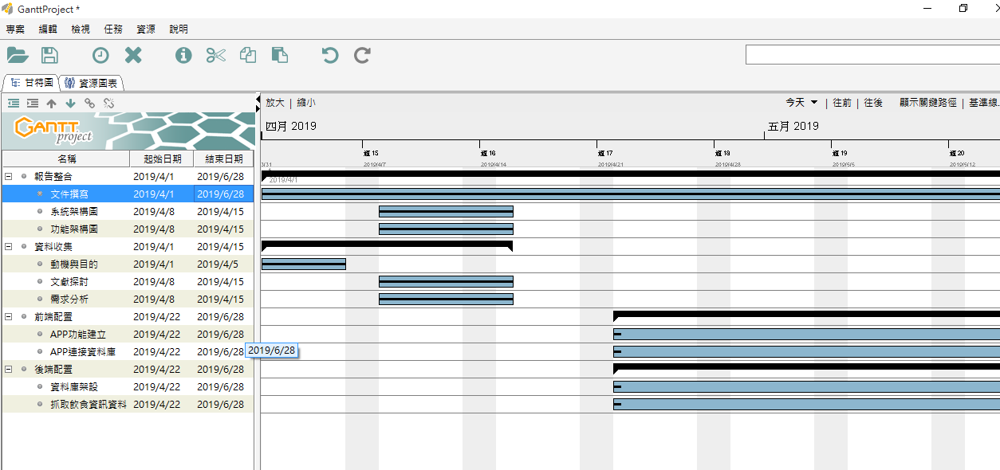 GanttProject *
專案 編輯 檢視 任務 資源 說明
甘特圖 資源圖表
放大 | 縮小 今天 | 往前 | 往後 顯示關鍵路徑 | 基準線...
GANTT project
四月 2019 五月 2019
名稱 起始日期 結束日期
週 15 週 16 週 17 週 18 週 19 週 20
3/31 2019/4/7 2019/4/14 2019/4/21 2019/4/28 2019/5/5 2019/5/12
報告整合 2019/4/1 2019/6/28
2019/4/1
文件撰寫 2019/4/1 2019/6/28
系統架構圖 2019/4/8 2019/4/15
功能架構圖 2019/4/8 2019/4/15
資料收集 2019/4/1 2019/4/15
動機與目的 2019/4/1 2019/4/5
文獻探討 2019/4/8 2019/4/15
需求分析 2019/4/8 2019/4/15
前端配置 2019/4/22 2019/6/28
APP功能建立 2019/4/22 2019/6/28
APP連接資料庫 2019/4/22 2019/6/28
2019/6/28
後端配置 2019/4/22 2019/6/28
資料庫架設 2019/4/22 2019/6/28
抓取飲食資訊資料 2019/4/22 2019/6/28